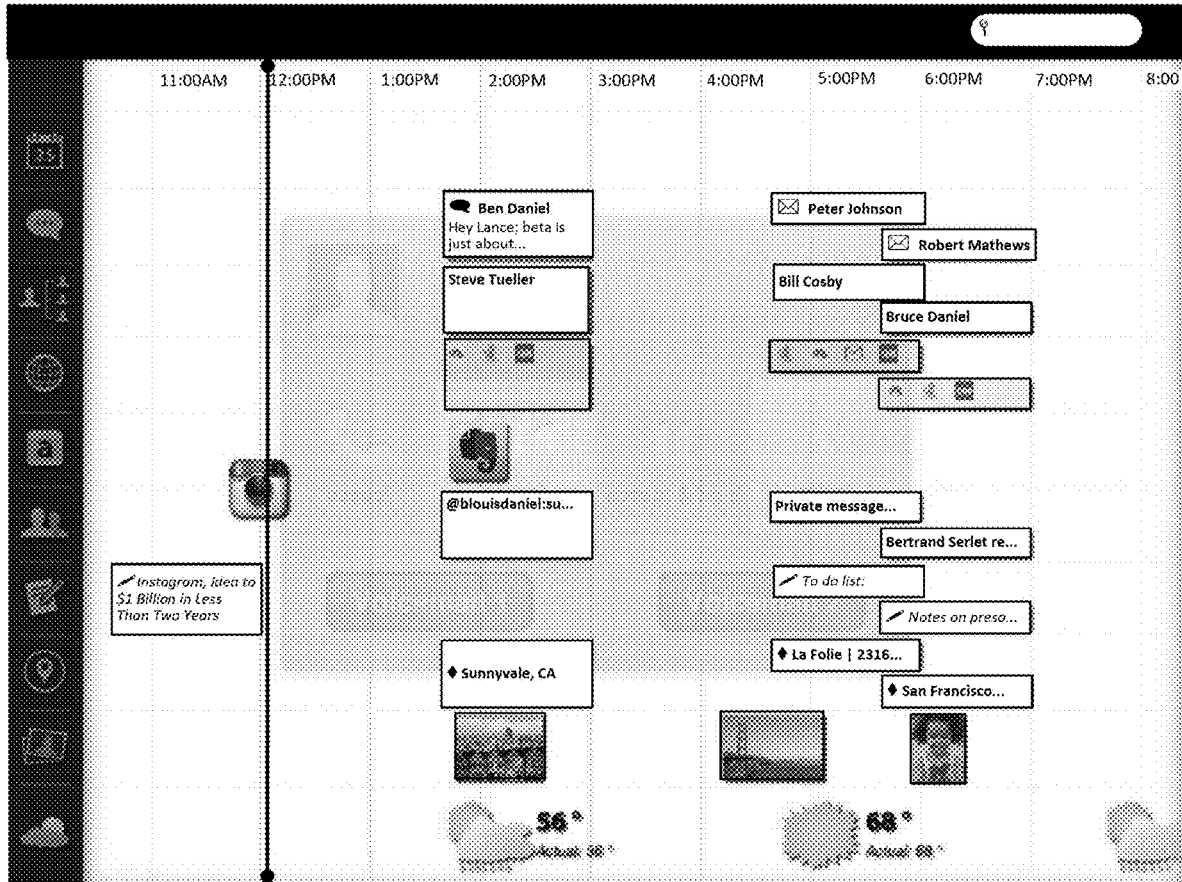 11:00AM 12:00PM 1:00PM 2:00PM 3:00PM 4:00PM 5:00PM 6:00PM 7:00PM 8:00
Ben Daniel
Hey Lance; beta is
just about...
Peter Johnson
Robert Mathews
Steve Tueller
Bill Cosby
Bruce Daniel
a
@blouisdaniel:su...
Private message...
Bertrand Serlet re...
Instagram, idea to
$1 Billion in Less
Than Two Years
To do list:
Notes on preso...
Sunnyvale, CA
La Folie | 2316...
San Francisco...
56 °
68 °
Actual: 68 °